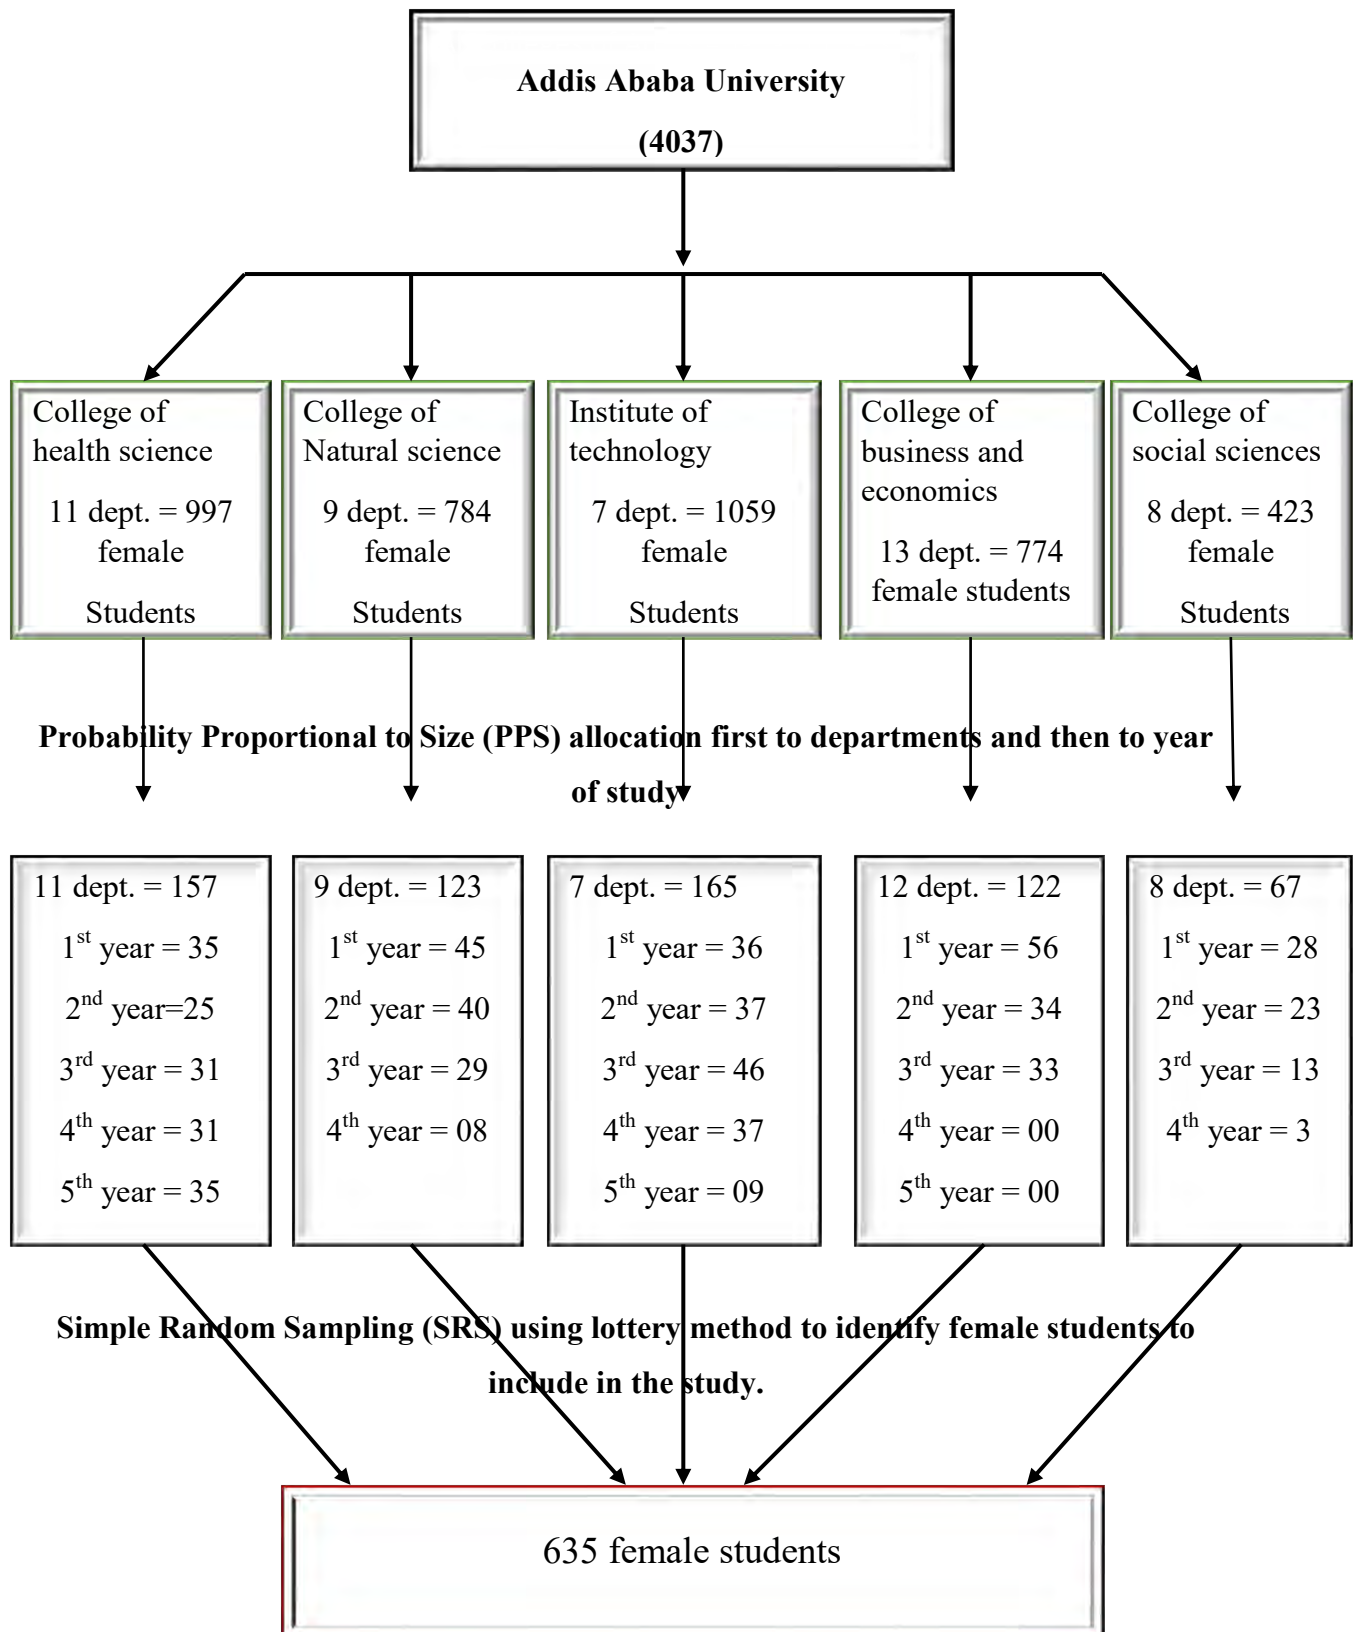 Addis Ababa University
(4037)
College of
health science
11 dept. = 997
female
Students
College of
Natural science
9 dept. = 784
female
Students
Institute of
technology
7 dept. = 1059
female
Students
College of
business and
economics
13 dept. = 774
female students
College of
social sciences
8 dept. = 423
female
Students
Probability Proportional to Size (PPS) allocation first to departments and then to year
of study
11 dept. = 157
1st year = 35
2nd year=25
3rd year = 31
4th year = 31
5th year = 35
9 dept. = 123
1st year = 45
2nd year = 40
3rd year = 29
4th year = 08
7 dept. = 165
1st year = 36
2nd year = 37
3rd year = 46
4th year = 37
5th year = 09
12 dept. = 122
1st year = 56
2nd year = 34
3rd year = 33
4th year = 00
5th year = 00
8 dept. = 67
1st year = 28
2nd year = 23
3rd year = 13
4th year = 3
Simple Random Sampling (SRS) using lottery method to identify female students to
include in the study.
635 female students